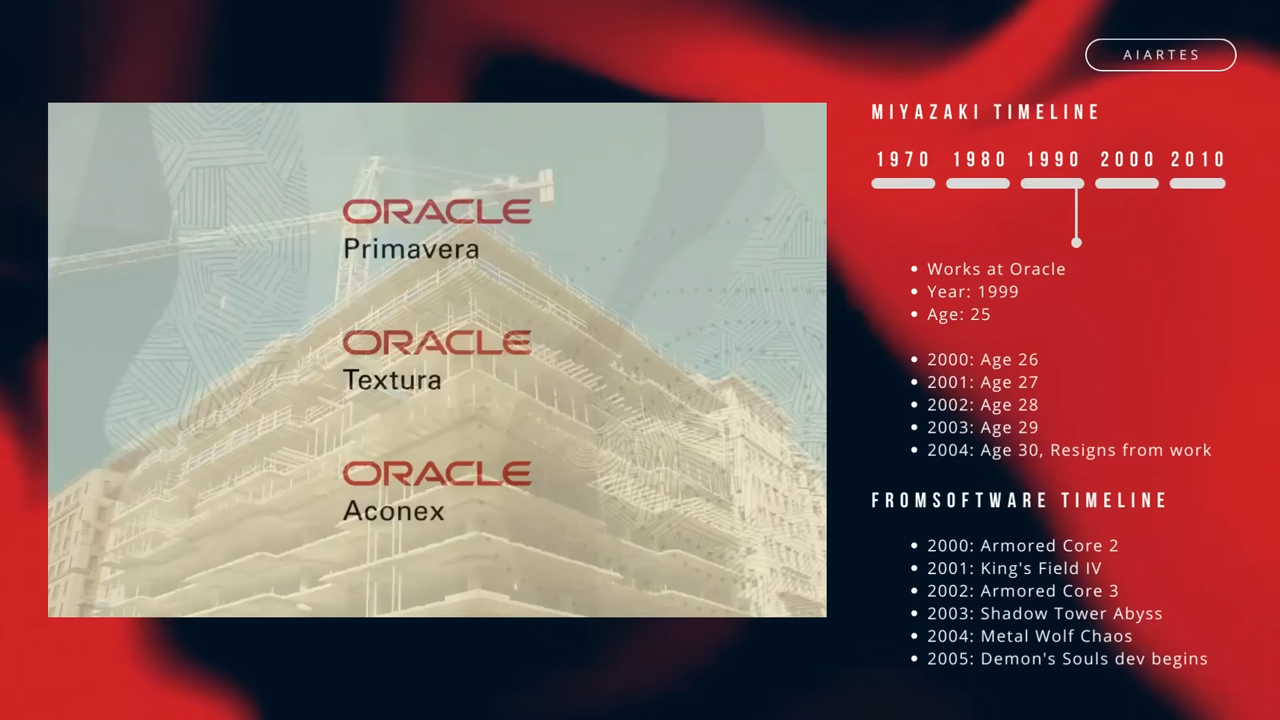 AIARTES
ORACLE
Primavera
ORACLE
Textura
ORACLE
Aconex
MIYAZAKI TIMELINE
1970 1980 1990 2000 2010
• Works at Oracle
• Year: 1999
• Age: 25
• 2000: Age 26
• 2001: Age 27
• 2002: Age 28
• 2003: Age 29
• 2004: Age 30, Resigns from work
FROMSOFTWARE TIMELINE
• 2000: Armored Core 2
• 2001: King's Field IV
• 2002: Armored Core 3
• 2003: Shadow Tower Abyss
• 2004: Metal Wolf Chaos
• 2005: Demon's Souls dev begins